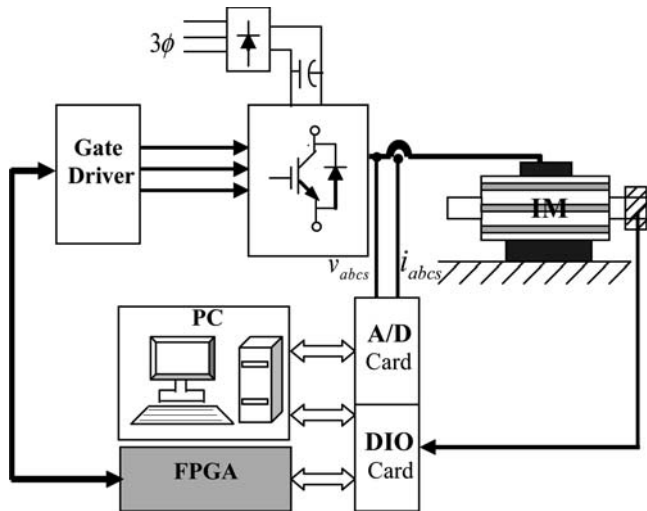 3ϕ
Gate
Driver
IM
v_abcs
i_abcs
PC
A/D
Card
DIO
Card
FPGA